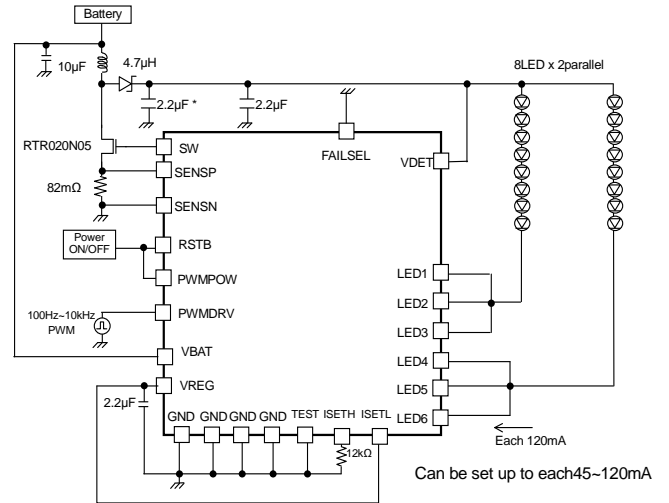 Battery
4.7μH
10μF
8LED x 2parallel
2.2μF *
2.2μF
RTR020N05
SW
FAILSEL
SENSP
VDET
82mΩ
SENSN
Power
ON/OFF
RSTB
PWMPOW
LED1
LED2
100Hz~10kHz
PWM
PWMDRV
LED3
VBAT
LED4
VREG
LED5
2.2μF
GND GND GND GND TEST ISETH ISETL
LED6
Each 120mA
12kΩ
Can be set up to each45~120mA